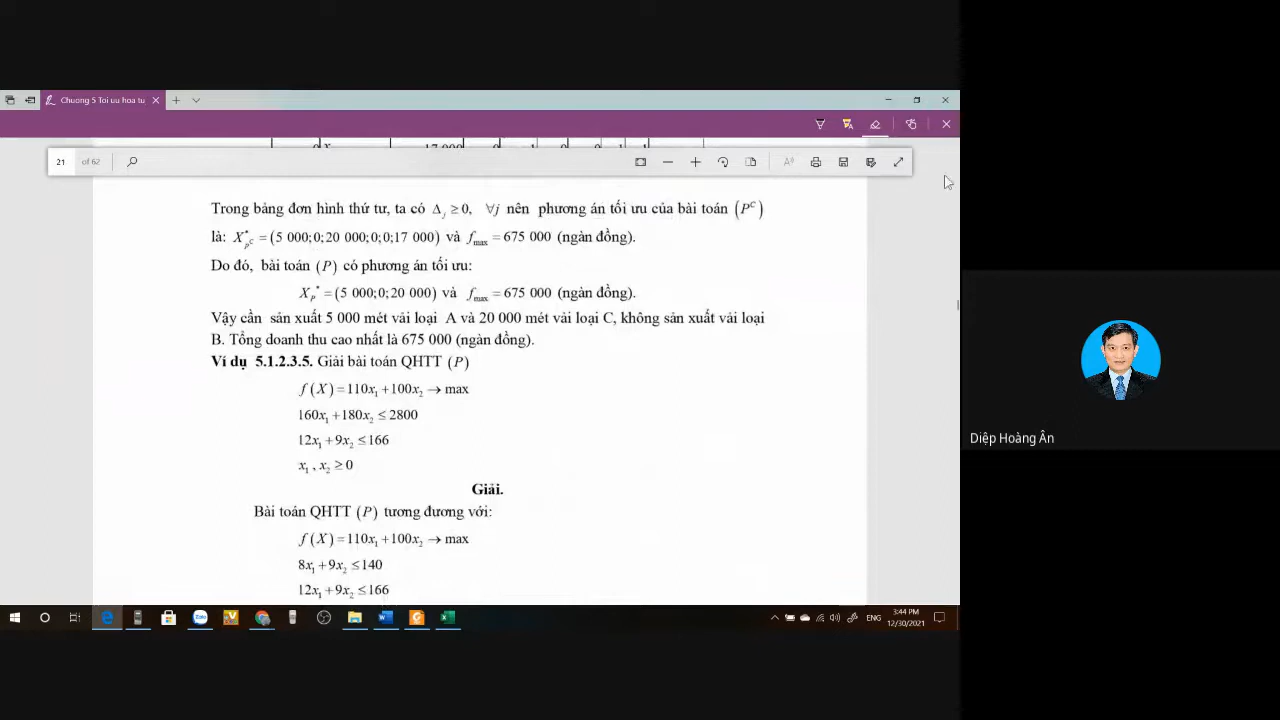 Chuong 5 Toi uu hoa tu
21 of 62
Trong bảng đơn hình thứ tư, ta có Δⱼ ≥ 0, ∀j nên phương án tối ưu của bài toán (Pᶜ)
là: X*_{Pᶜ} = (5 000;0;20 000;0;0;17 000) và f_max = 675 000 (ngàn đồng).
Do đó, bài toán (P) có phương án tối ưu:
X_P* = (5 000;0;20 000) và f_max = 675 000 (ngàn đồng).
Vậy cần sản xuất 5 000 mét vải loại A và 20 000 mét vải loại C, không sản xuất vải loại
B. Tổng doanh thu cao nhất là 675 000 (ngàn đồng).
Ví dụ 5.1.2.3.5. Giải bài toán QHTT (P)
f(X) = 110x₁ + 100x₂ → max
160x₁ + 180x₂ ≤ 2800
12x₁ + 9x₂ ≤ 166
x₁ , x₂ ≥ 0
Giải.
Bài toán QHTT (P) tương đương với:
f(X) = 110x₁ + 100x₂ → max
8x₁ + 9x₂ ≤ 140
12x₁ + 9x₂ ≤ 166
Diệp Hoàng Ân
Zalo
ENG
3:44 PM
12/30/2021